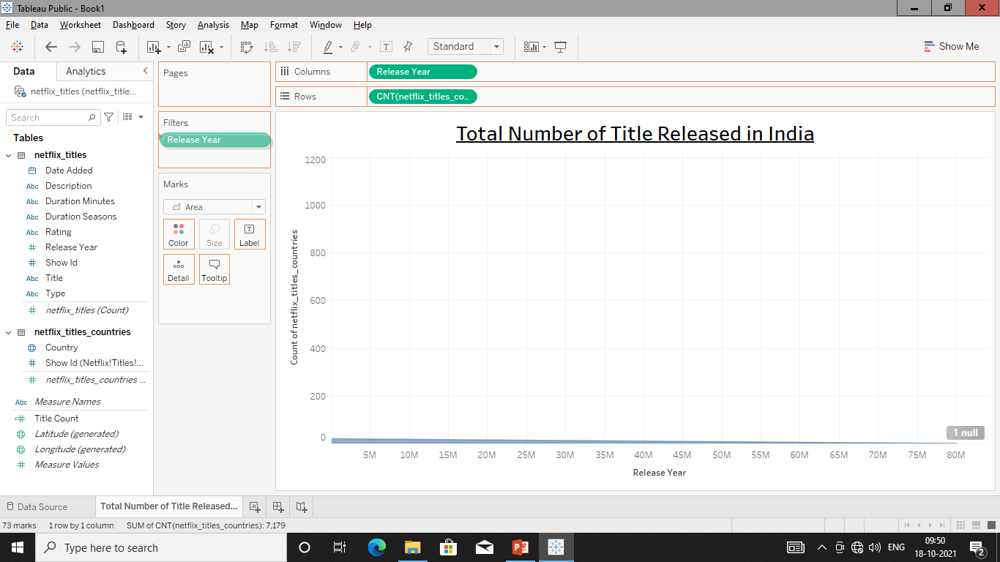 Tableau Public - Book1
File Data Worksheet Dashboard Story Analysis Map Format Window Help
Standard
Show Me
Data Analytics
netflix_titles (netflix_title...
Search
Tables
netflix_titles
Date Added
Abc Description
Abc Duration Minutes
Abc Duration Seasons
Abc Rating
Release Year
Show Id
Abc Title
Abc Type
netflix_titles (Count)
netflix_titles_countries
Country
Show Id (Netflix!Titles!...
netflix_titles_countries ...
Abc Measure Names
Title Count
Latitude (generated)
Longitude (generated)
Measure Values
Pages
Filters
Release Year
Marks
Area
Color Size Label
Detail Tooltip
Columns Release Year
Rows CNT(netflix_titles_co..
Total Number of Title Released in India
1200
1000
800
600
400
200
0
Count of netflix_titles_countries
1 null
5M 10M 15M 20M 25M 30M 35M 40M 45M 50M 55M 60M 65M 70M 75M 80M
Release Year
Data Source Total Number of Title Released...
73 marks 1 row by 1 column SUM of CNT(netflix_titles_countries): 7,179
Type here to search
ENG
09:50
18-10-2021
2